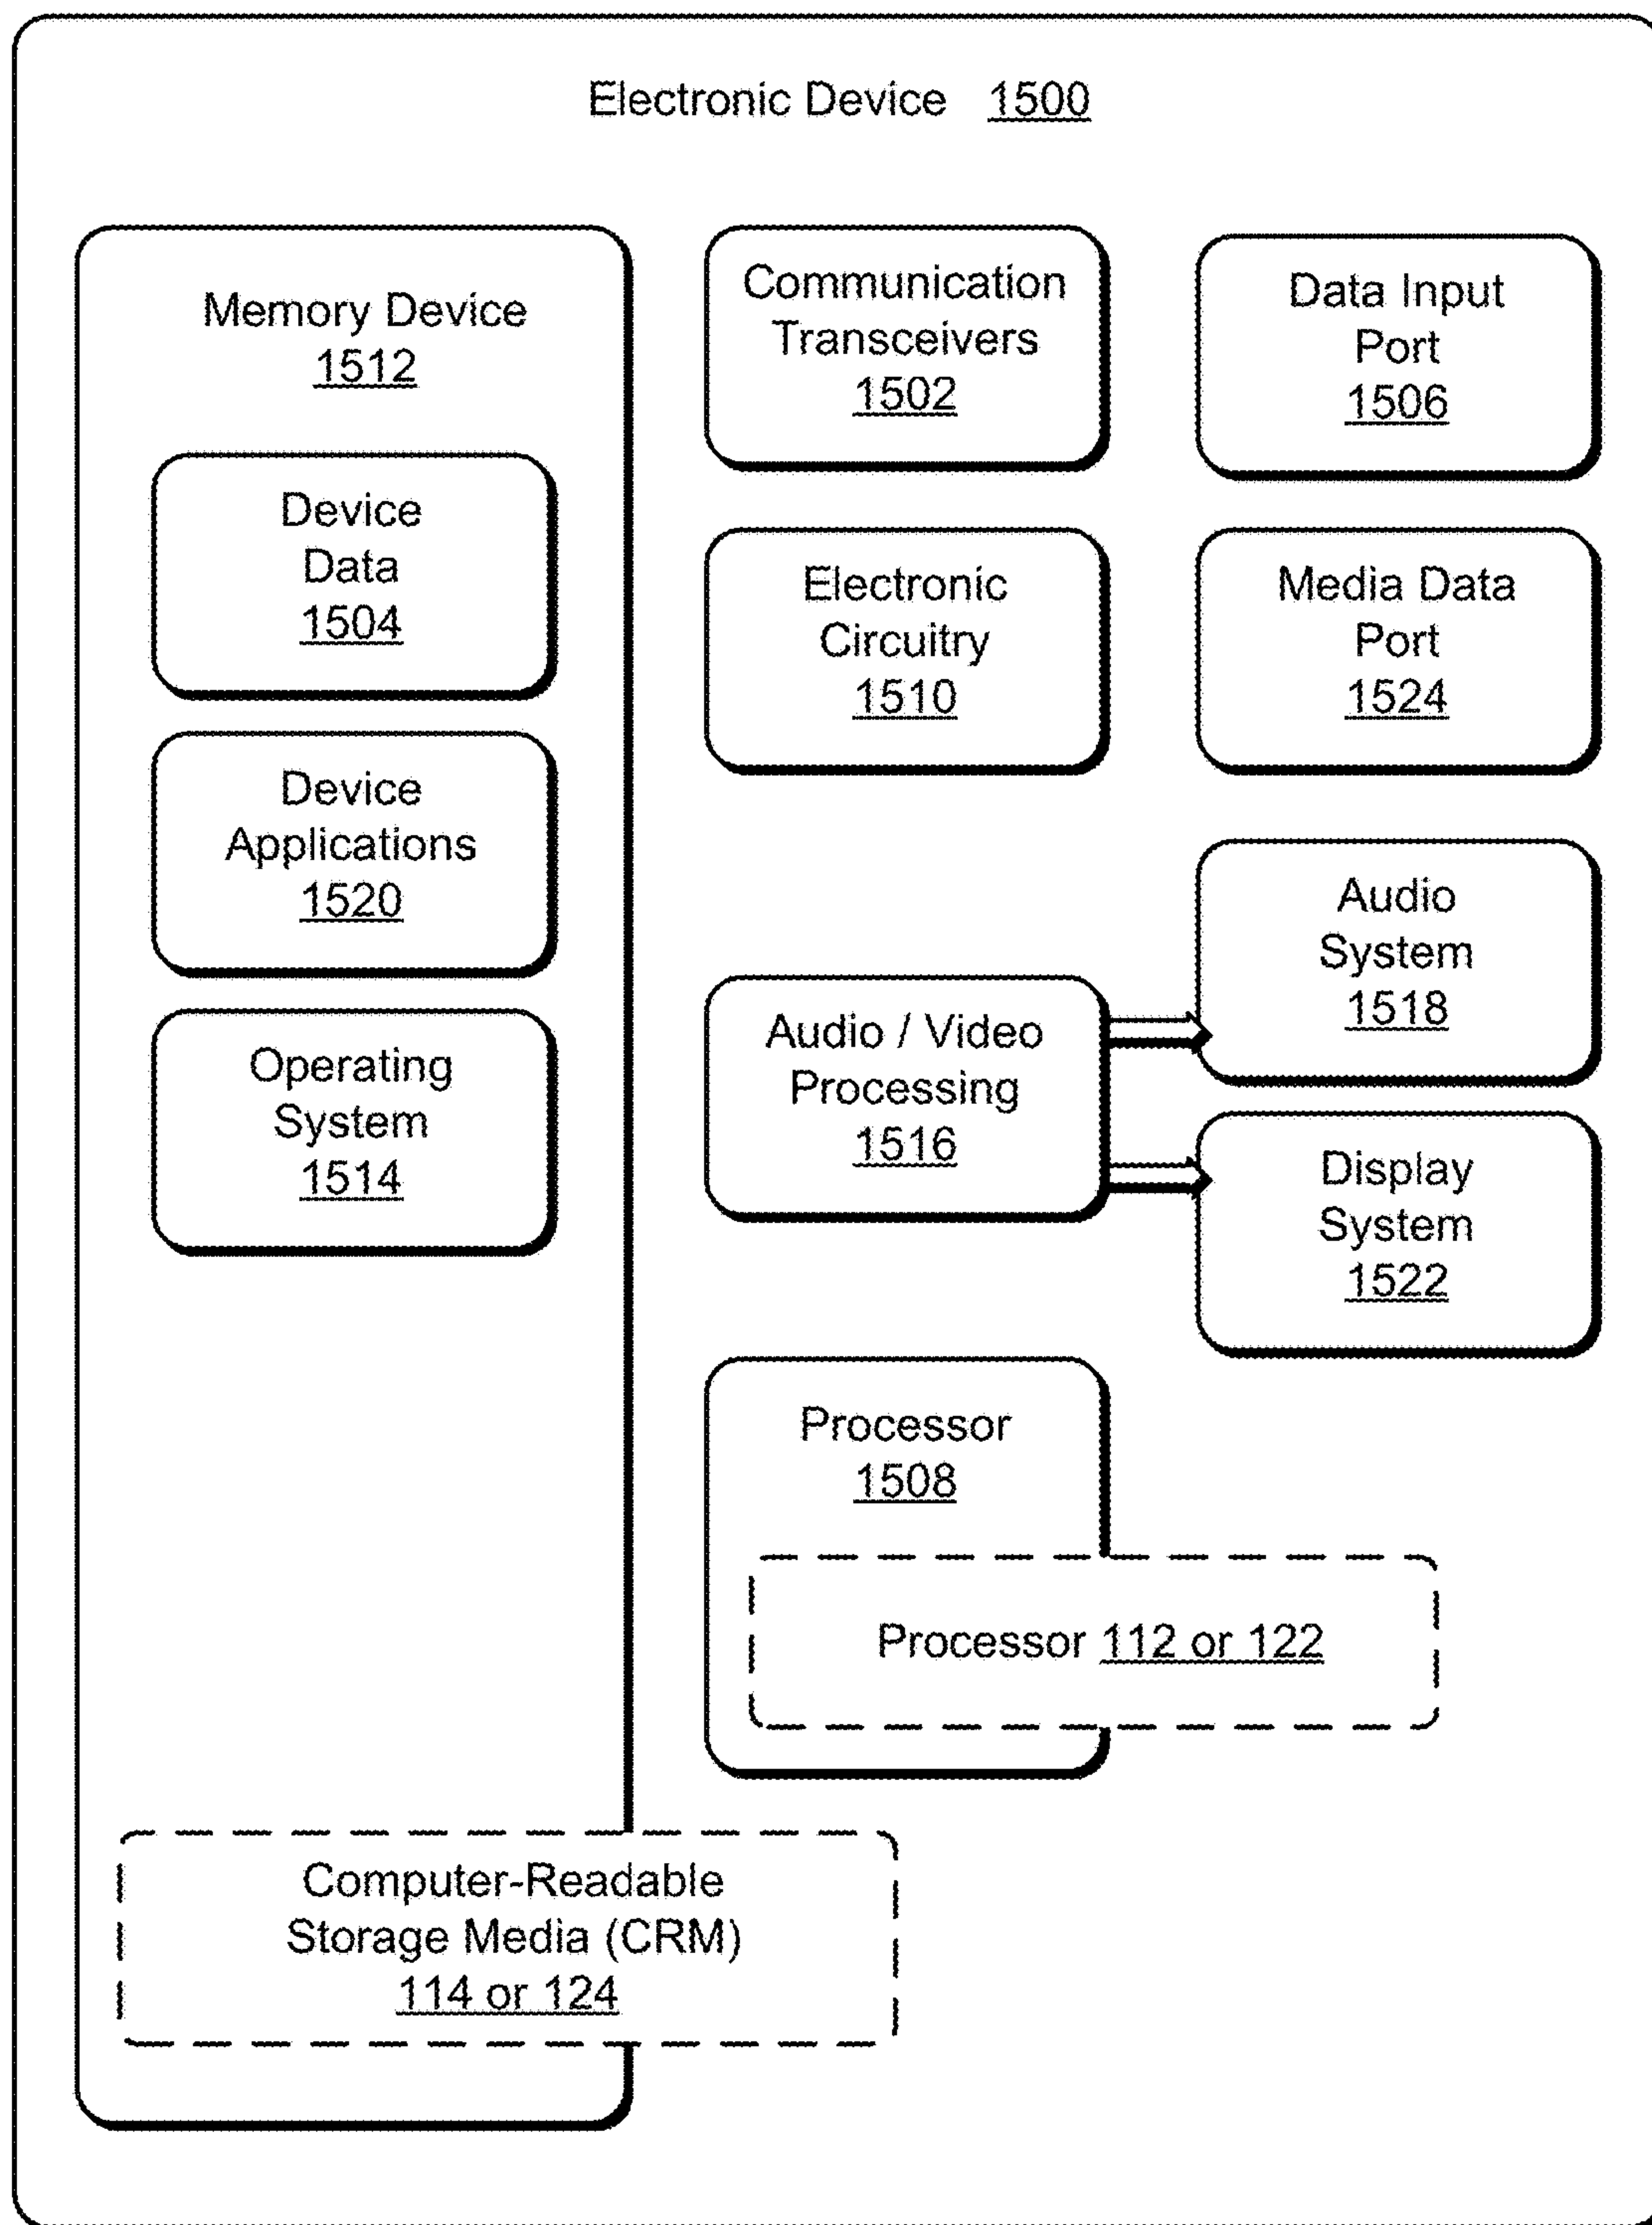 Electronic Device 1500
Memory Device
1512
Device
Data
1504
Device
Applications
1520
Operating
System
1514
Computer-Readable
Storage Media (CRM)
114 or 124
Communication
Transceivers
1502
Electronic
Circuitry
1510
Audio / Video
Processing
1516
Processor
1508
Processor 112 or 122
Data Input
Port
1506
Media Data
Port
1524
Audio
System
1518
Display
System
1522